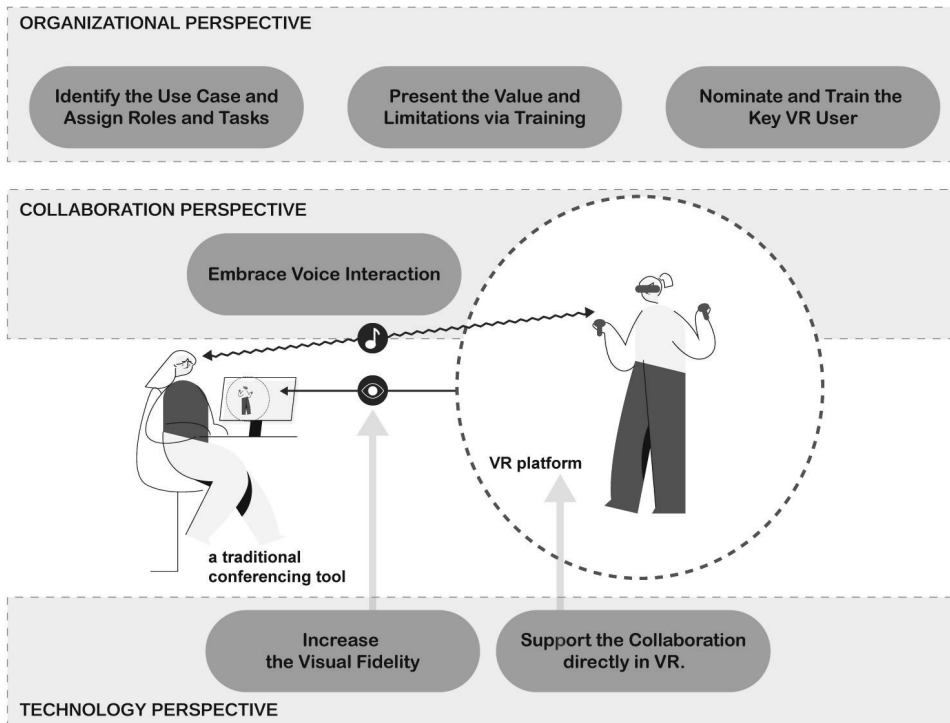 ORGANIZATIONAL PERSPECTIVE
Identify the Use Case and
Assign Roles and Tasks
Present the Value and
Limitations via Training
Nominate and Train the
Key VR User
COLLABORATION PERSPECTIVE
Embrace Voice Interaction
VR platform
a traditional
conferencing tool
Increase
the Visual Fidelity
Support the Collaboration
directly in VR.
TECHNOLOGY PERSPECTIVE